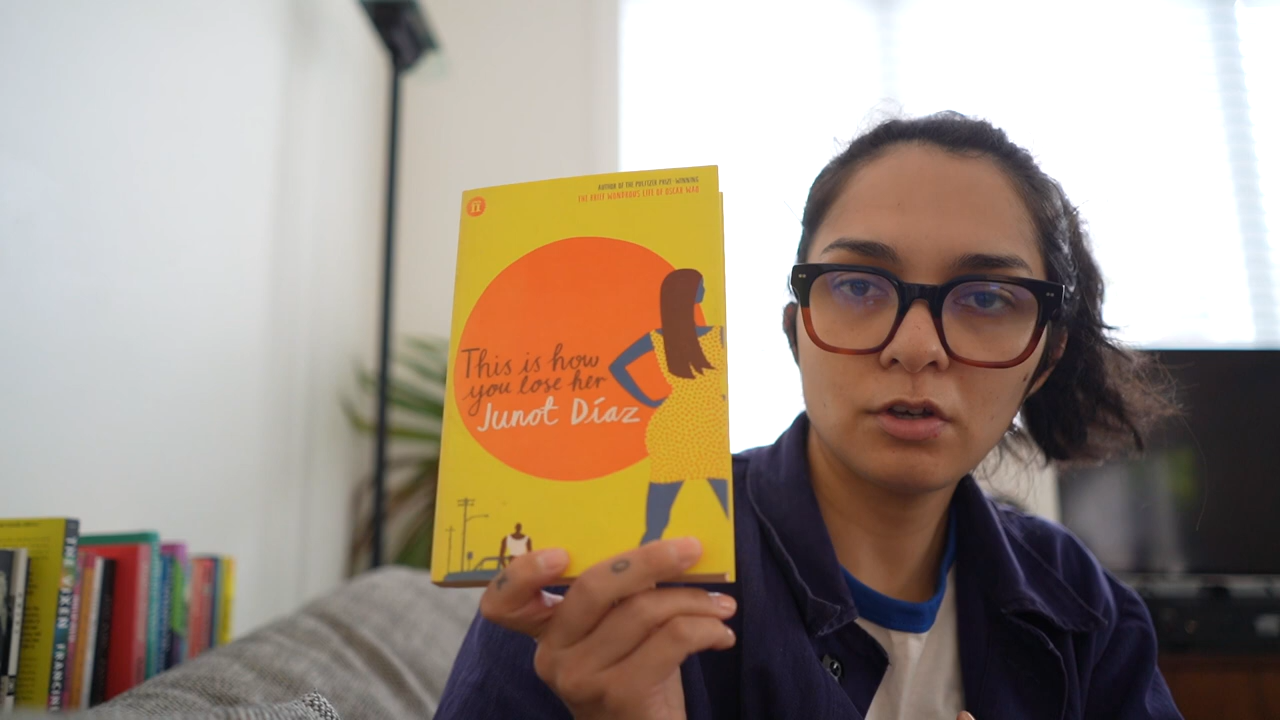 AUTHOR OF THE PULITZER PRIZE-WINNING
THE BRIEF WONDROUS LIFE OF OSCAR WAO
This is how
you lose her
Junot Díaz
FRANCINE